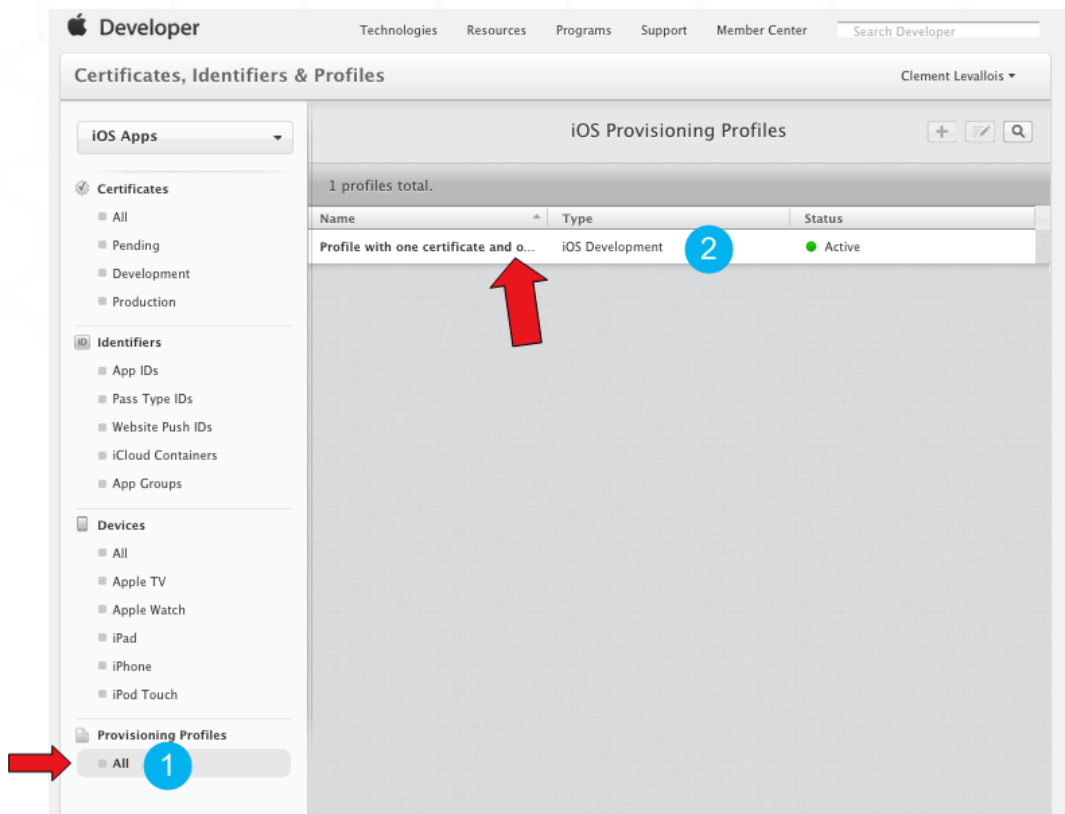 Developer
Technologies Resources Programs Support Member Center Search Developer
Certificates, Identifiers & Profiles
Clement Levallois
iOS Apps
iOS Provisioning Profiles
1 profiles total.
Name Type Status
Profile with one certificate and o... iOS Development 2 Active
Certificates
All
Pending
Development
Production
ID Identifiers
App IDs
Pass Type IDs
Website Push IDs
iCloud Containers
App Groups
Devices
All
Apple TV
Apple Watch
iPad
iPhone
iPod Touch
Provisioning Profiles
All 1